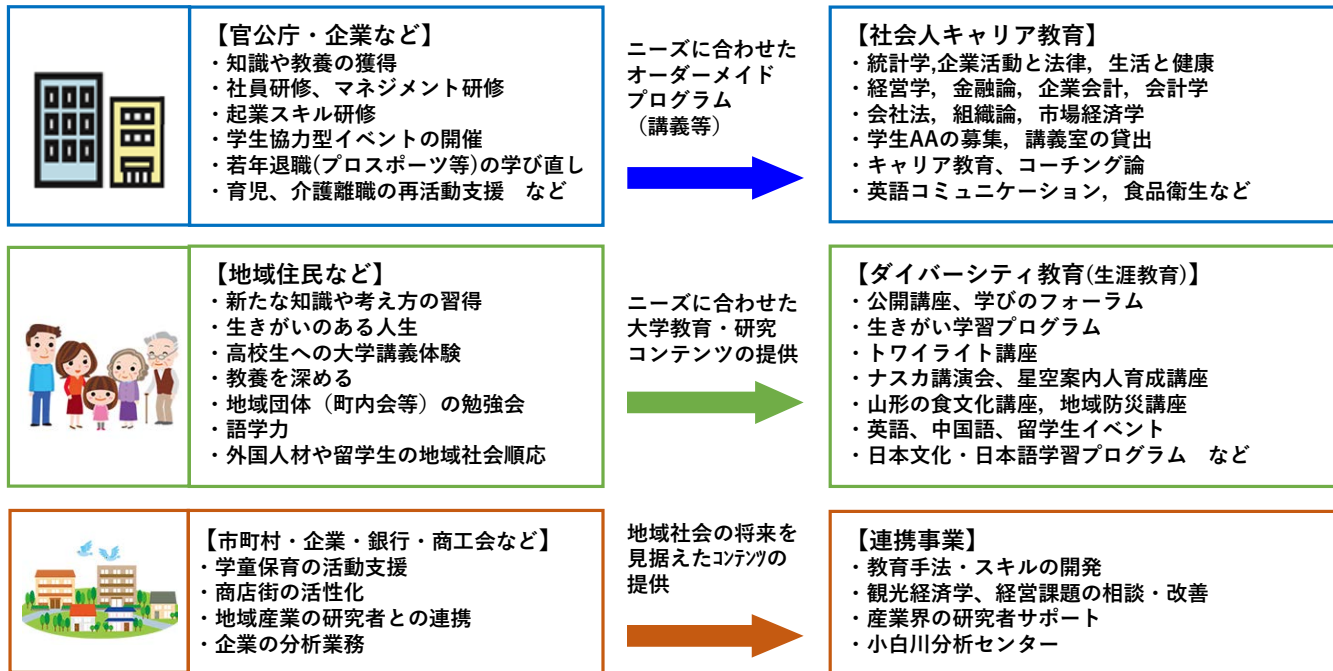 【官公庁・企業など】
・知識や教養の獲得
・社員研修、マネジメント研修
・起業スキル研修
・学生協力型イベントの開催
・若年退職(プロスポーツ等)の学び直し
・育児、介護離職の再活動支援　など
ニーズに合わせた
オーダーメイド
プログラム
（講義等）
【社会人キャリア教育】
・統計学,企業活動と法律，生活と健康
・経営学，金融論，企業会計，会計学
・会社法，組織論，市場経済学
・学生AAの募集，講義室の貸出
・キャリア教育、コーチング論
・英語コミュニケーション，食品衛生など
【地域住民など】
・新たな知識や考え方の習得
・生きがいのある人生
・高校生への大学講義体験
・教養を深める
・地域団体（町内会等）の勉強会
・語学力
・外国人材や留学生の地域社会順応
ニーズに合わせた
大学教育・研究
コンテンツの提供
【ダイバーシティ教育(生涯教育)】
・公開講座、学びのフォーラム
・生きがい学習プログラム
・トワイライト講座
・ナスカ講演会、星空案内人育成講座
・山形の食文化講座，地域防災講座
・英語、中国語、留学生イベント
・日本文化・日本語学習プログラム　など
【市町村・企業・銀行・商工会など】
・学童保育の活動支援
・商店街の活性化
・地域産業の研究者との連携
・企業の分析業務
地域社会の将来を
見据えたｺﾝﾃﾝﾂの
提供
【連携事業】
・教育手法・スキルの開発
・観光経済学、経営課題の相談・改善
・産業界の研究者サポート
・小白川分析センター